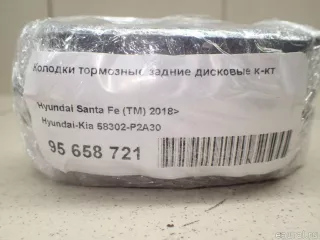 Колодки тормозные задние дисковые к-кт
Hyundai Santa Fe (TM) 2018>
Hyundai-Kia 58302-P2A30
95 658 721